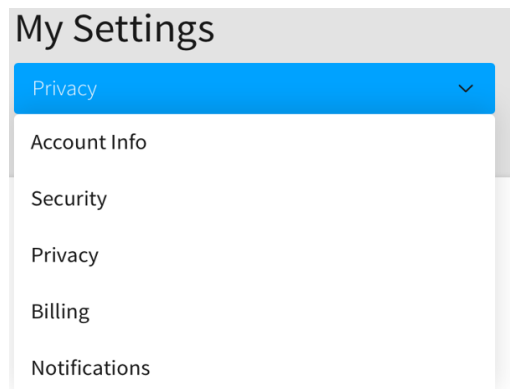 My Settings
Privacy
Account Info
Security
Privacy
Billing
Notifications